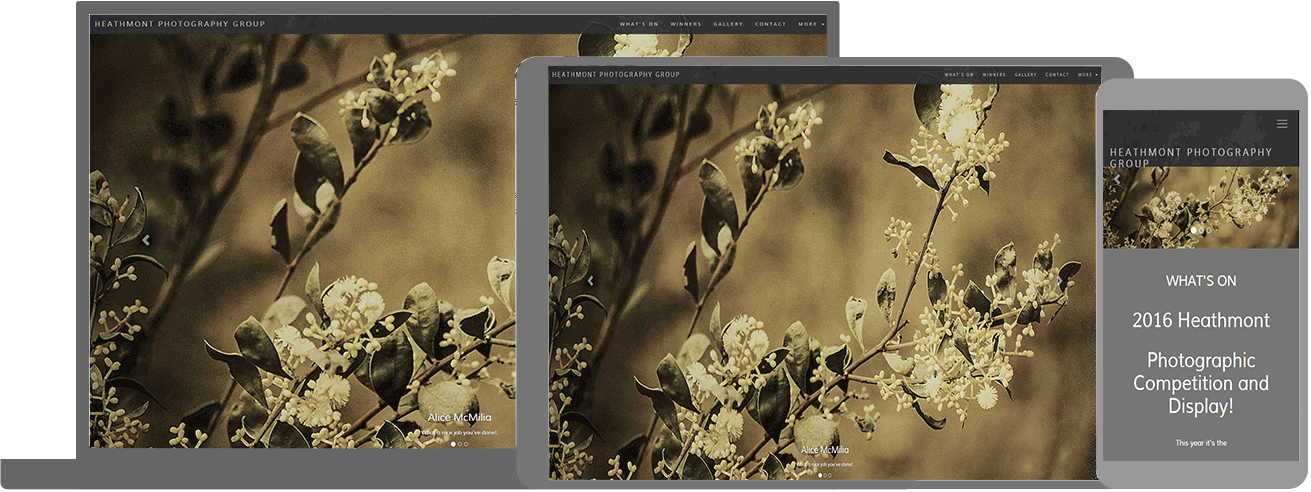 HEATHMONT PHOTOGRAPHY GROUP
WHAT'S ON WINNERS GALLERY CONTACT MORE
Alice McMilia
What a nice job you've done!.
HEATHMONT PHOTOGRAPHY GROUP
WHAT'S ON WINNERS GALLERY CONTACT MORE
Alice McMilia
What a nice job you've done!.
HEATHMONT PHOTOGRAPHY
GROUP
WHAT'S ON
2016 Heathmont
Photographic
Competition and
Display!
This year it's the